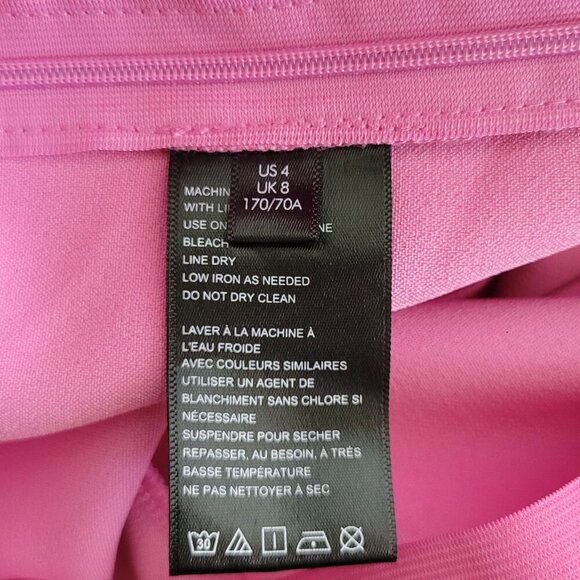 US 4
UK 8
170/70A
MACHIN
WITH LI
USE ON NE
BLEACH
LINE DRY
LOW IRON AS NEEDED
DO NOT DRY CLEAN
LAVER À LA MACHINE À
L'EAU FROIDE
AVEC COULEURS SIMILAIRES
UTILISER UN AGENT DE
BLANCHIMENT SANS CHLORE SI
NÉCESSAIRE
SUSPENDRE POUR SECHER
REPASSER, AU BESOIN, À TRÉS
BASSE TEMPÉRATURE
NE PAS NETTOYER À SEC
30